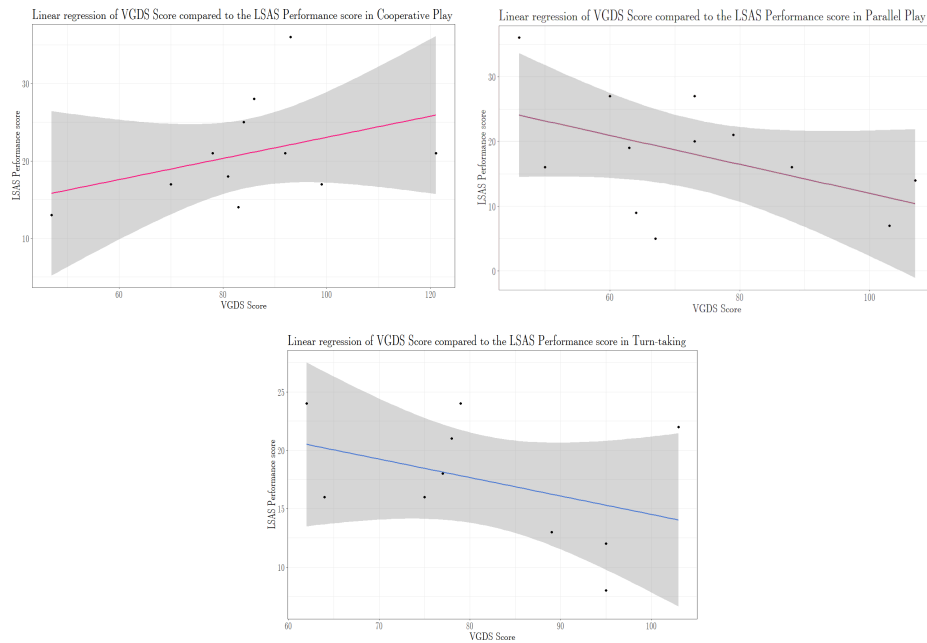 Linear regression of VGDS Score compared to the LSAS Performance score in Cooperative Play
LSAS Performance score
30
20
10
60
80
100
120
VGDS Score
Linear regression of VGDS Score compared to the LSAS Performance score in Parallel Play
LSAS Performance score
30
20
10
0
60
80
100
VGDS Score
Linear regression of VGDS Score compared to the LSAS Performance score in Turn-taking
LSAS Performance score
25
20
15
10
60
70
80
90
100
VGDS Score